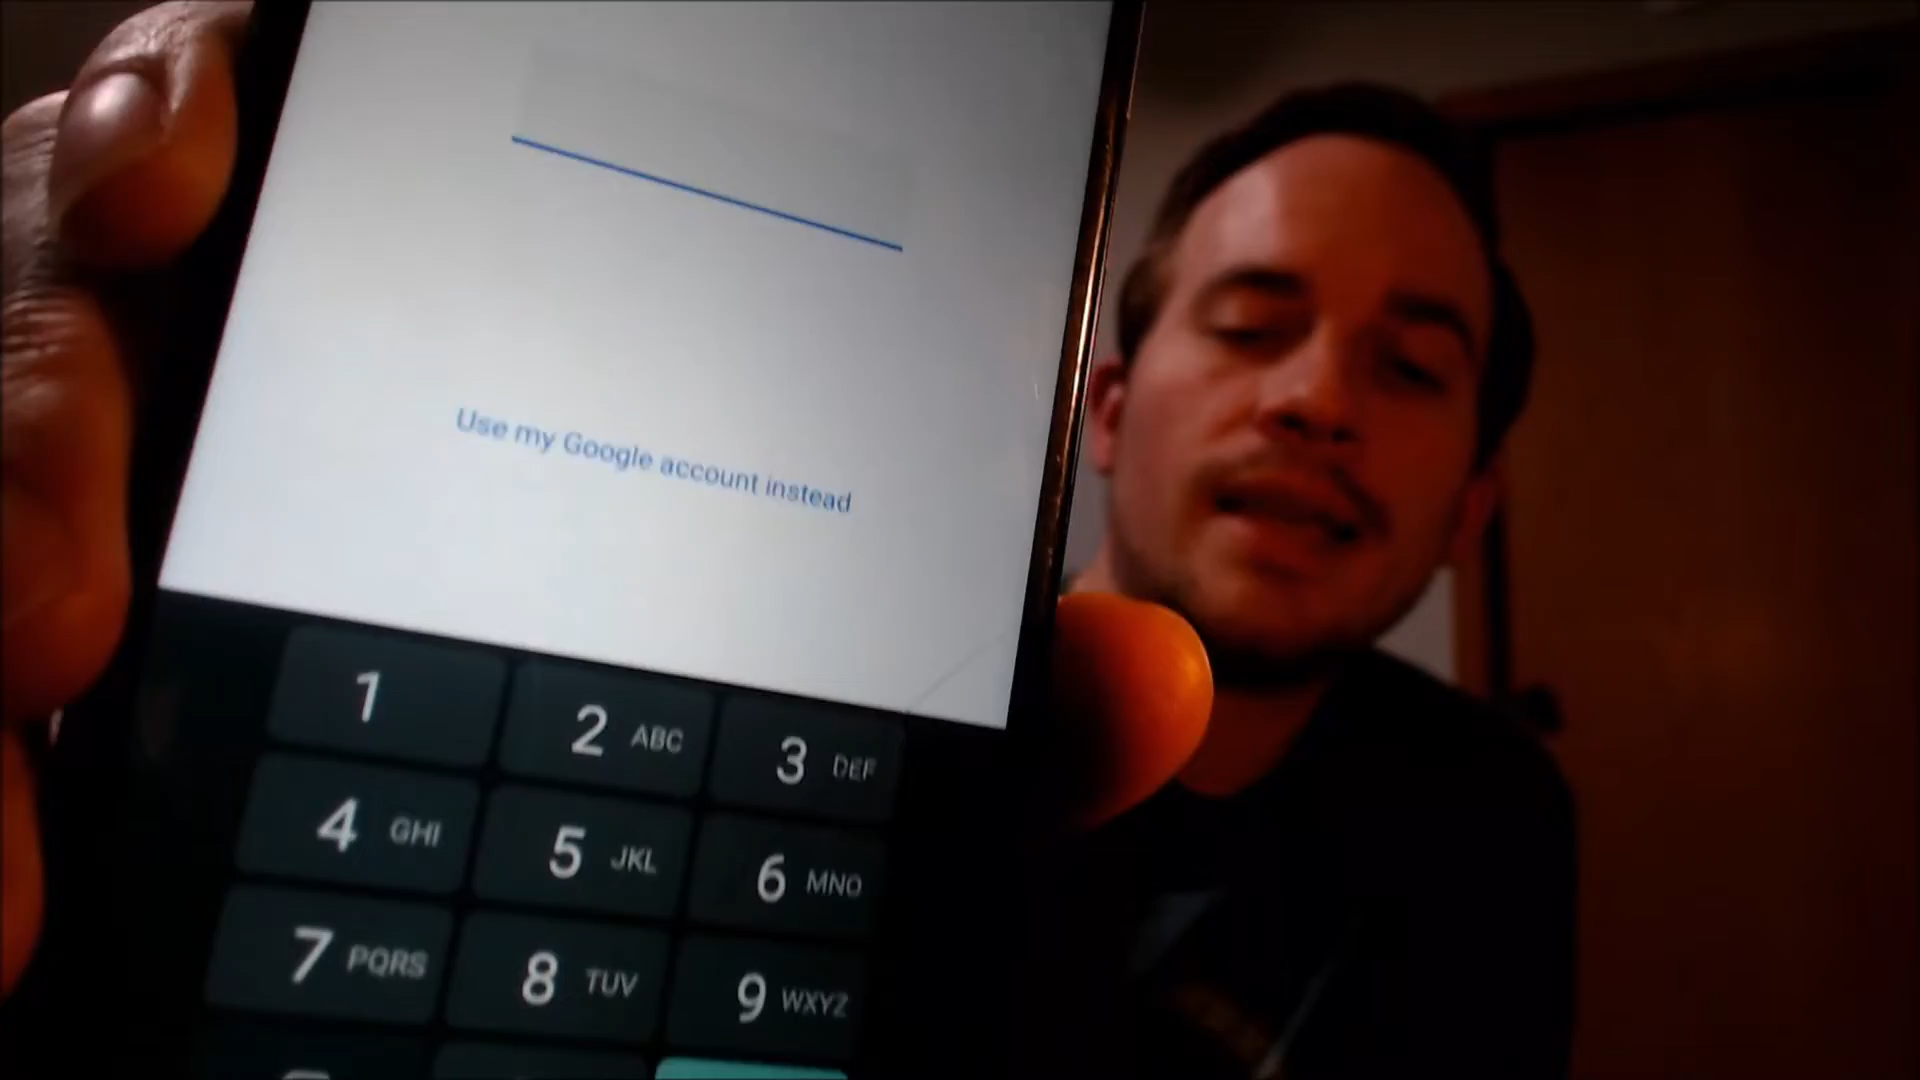 Use my Google account instead
1
2 ABC
3 DEF
4 GHI
5 JKL
6 MNO
7 PQRS
8 TUV
9 WXYZ